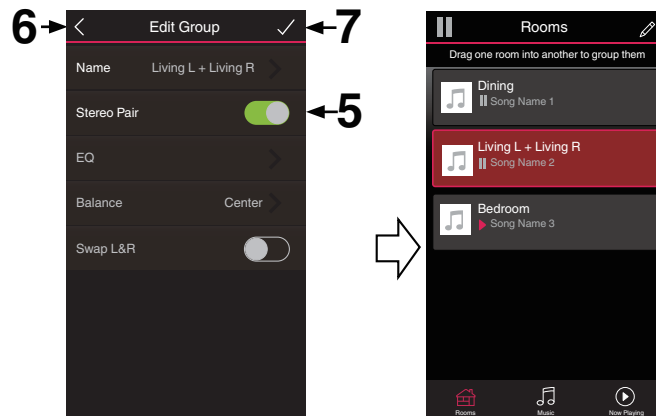 6
Edit Group
7
Name Living L + Living R
Stereo Pair
5
EQ
Balance Center
Swap L&R
Rooms
Drag one room into another to group them
Dining
Song Name 1
Living L + Living R
Song Name 2
Bedroom
Song Name 3
Rooms Music Now Playing